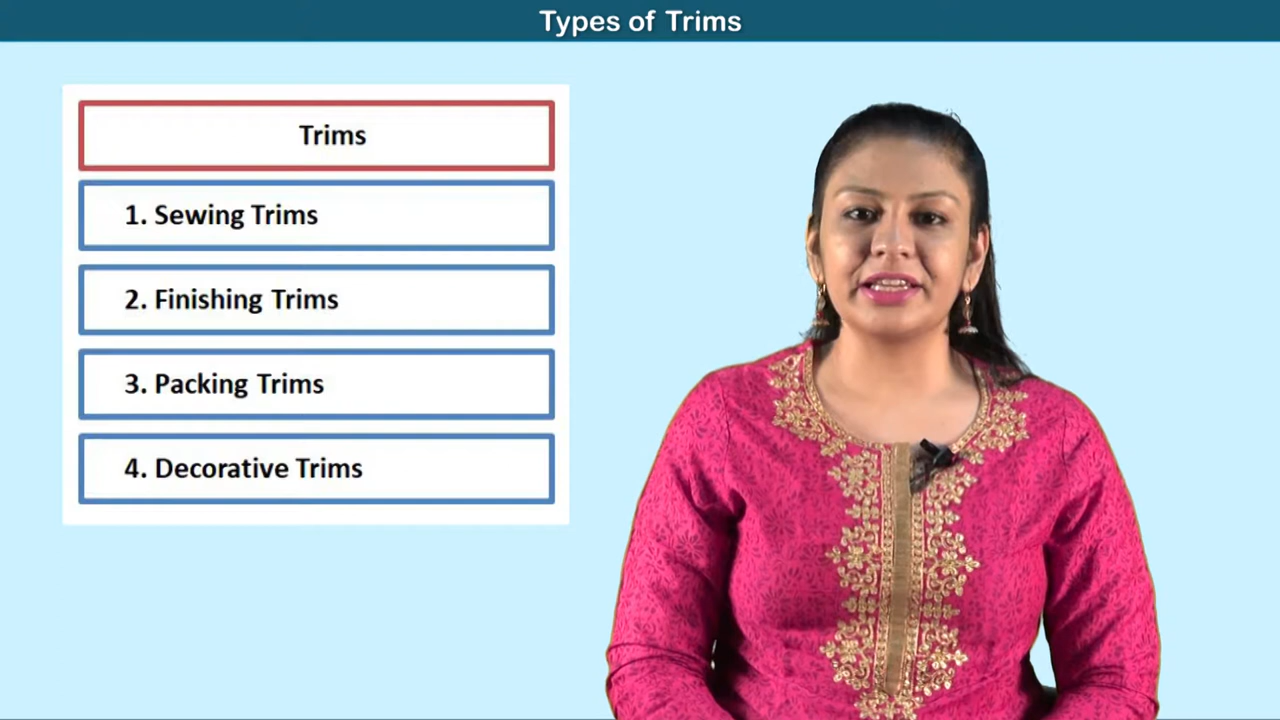 Types of Trims
Trims
1. Sewing Trims
2. Finishing Trims
3. Packing Trims
4. Decorative Trims